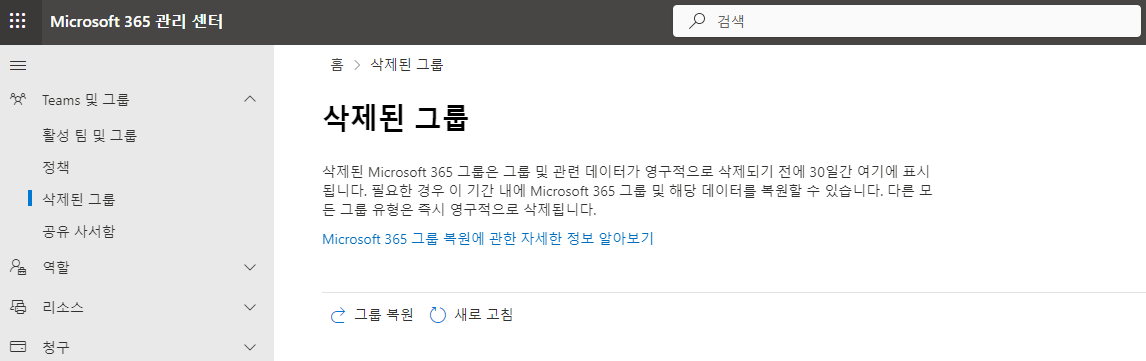 Microsoft 365 관리 센터
검색
홈 > 삭제된 그룹
Teams 및 그룹
활성 팀 및 그룹
정책
삭제된 그룹
공유 사서함
역할
리소스
청구
삭제된 그룹
삭제된 Microsoft 365 그룹은 그룹 및 관련 데이터가 영구적으로 삭제되기 전에 30일간 여기에 표시
됩니다. 필요한 경우 이 기간 내에 Microsoft 365 그룹 및 해당 데이터를 복원할 수 있습니다. 다른 모
든 그룹 유형은 즉시 영구적으로 삭제됩니다.
Microsoft 365 그룹 복원에 관한 자세한 정보 알아보기
그룹 복원 새로 고침